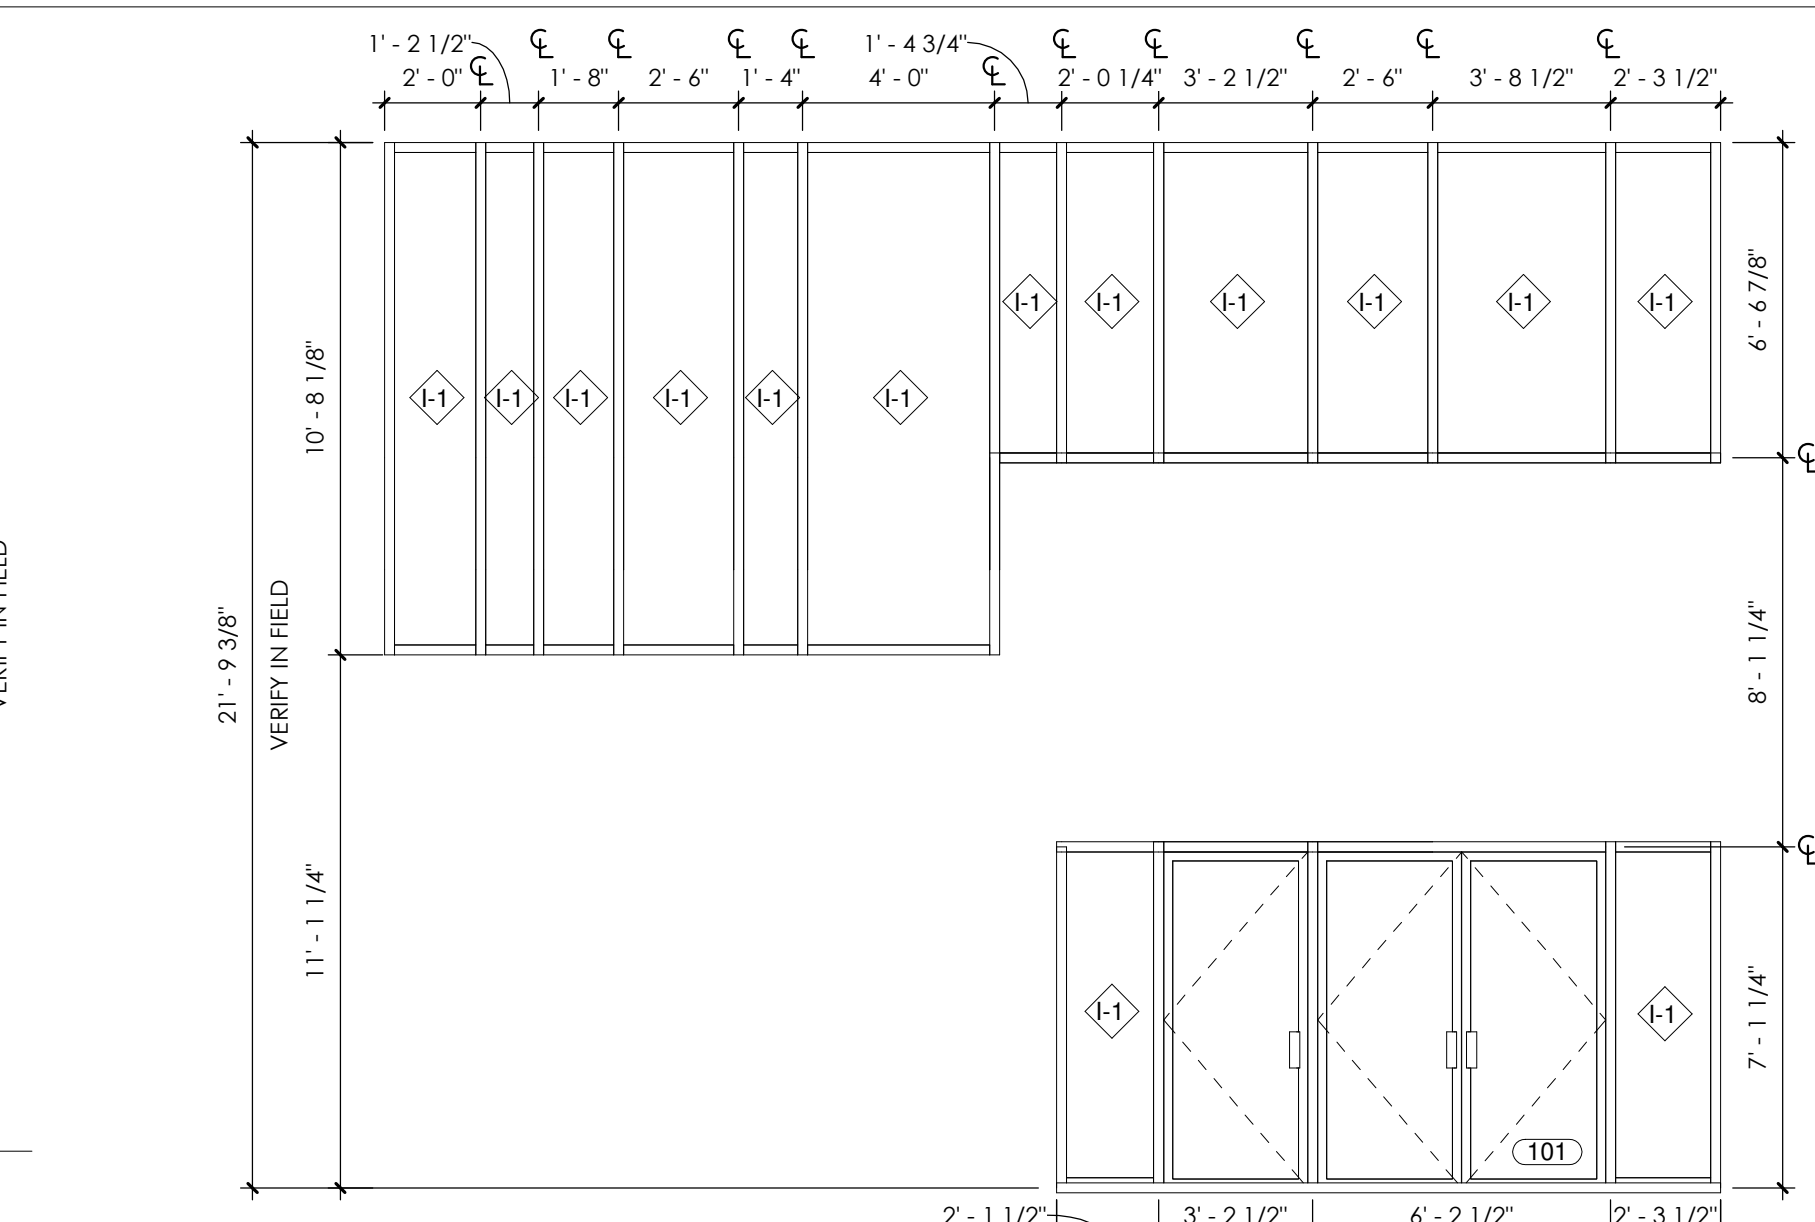 1' - 2 1/2" ℄ ℄ ℄ ℄ 1' - 4 3/4" ℄ ℄ ℄ ℄ ℄
2' - 0" ℄ 1' - 8" 2' - 6" 1' - 4" 4' - 0" ℄ 2' - 0 1/4" 3' - 2 1/2" 2' - 6" 3' - 8 1/2" 2' - 3 1/2"
I-1 I-1 I-1 I-1 I-1 I-1
6' - 6 7/8"
10' - 8 1/8"
I-1 I-1 I-1 I-1 I-1 I-1
℄
VERIFY IN FIELD
21' - 9 3/8"
VERIFY IN FIELD
8' - 1 1/4"
℄
11' - 1 1/4"
I-1 I-1
7' - 1 1/4"
101
2' - 1 1/2" 3' - 2 1/2" 6' - 2 1/2" 2' - 3 1/2"